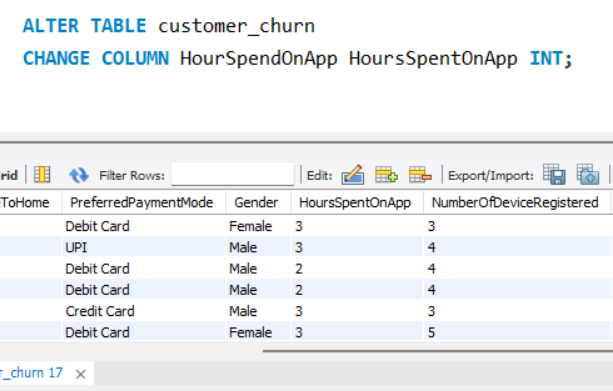 ALTER TABLE customer_churn
CHANGE COLUMN HourSpendOnApp HoursSpentOnApp INT;
rid Filter Rows: Edit: Export/Import:
ToHome PreferredPaymentMode Gender HoursSpentOnApp NumberOfDeviceRegistered
Debit Card Female 3 3
UPI Male 3 4
Debit Card Male 2 4
Debit Card Male 2 4
Credit Card Male 3 3
Debit Card Female 3 5
r_churn 17